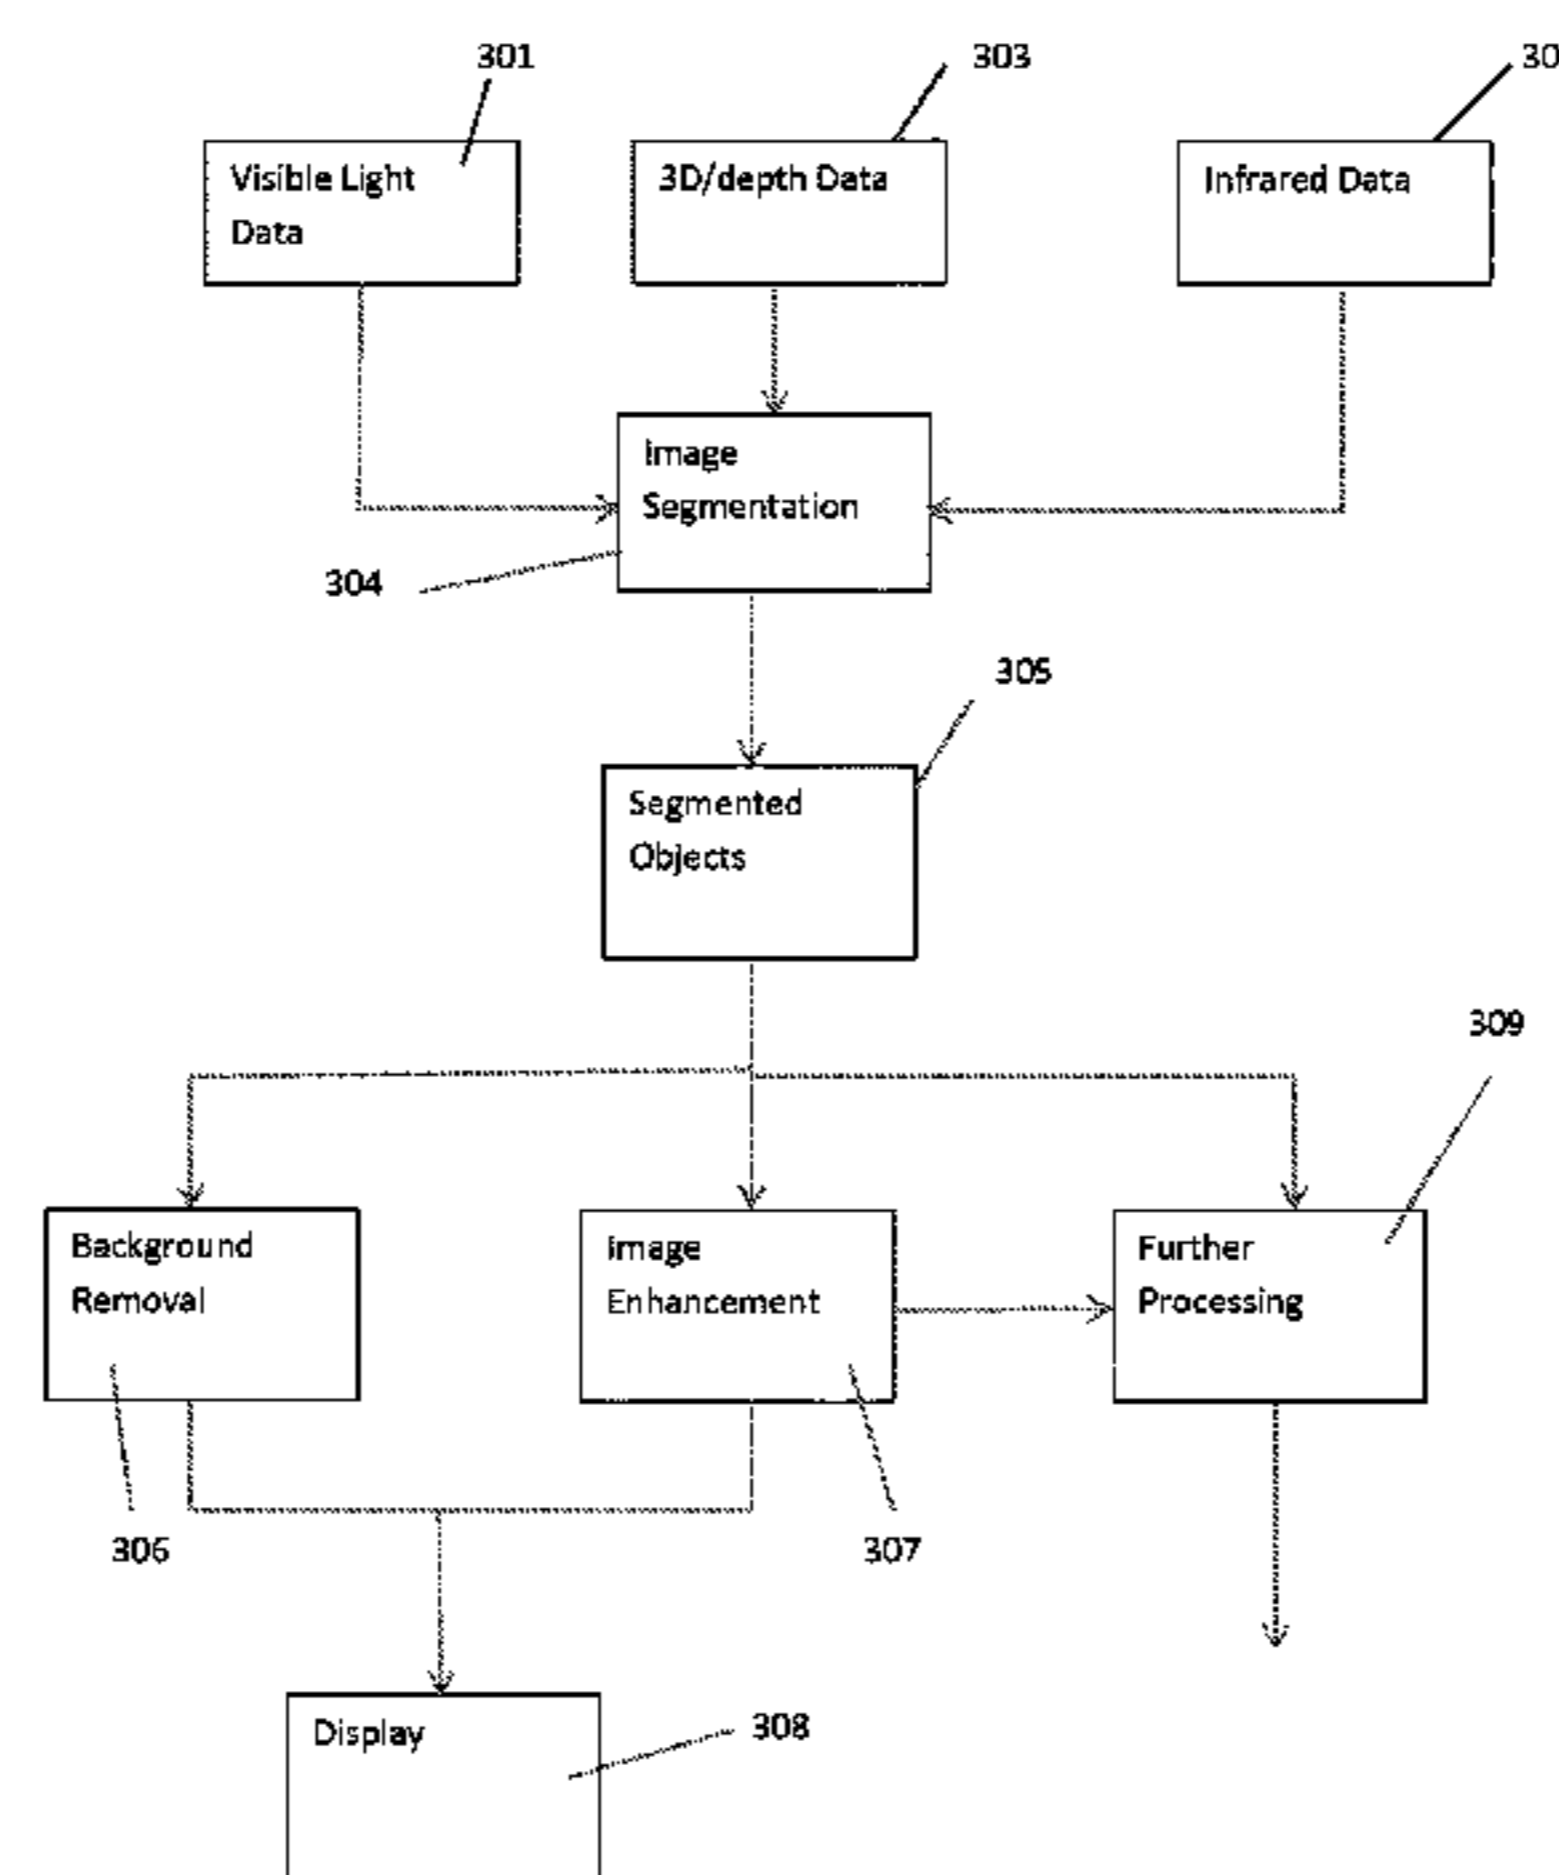 301
303
30
Visible Light
Data
3D/depth Data
Infrared Data
Image
Segmentation
304
305
Segmented
Objects
309
Background
Removal
Image
Enhancement
Further
Processing
306
307
Display
308